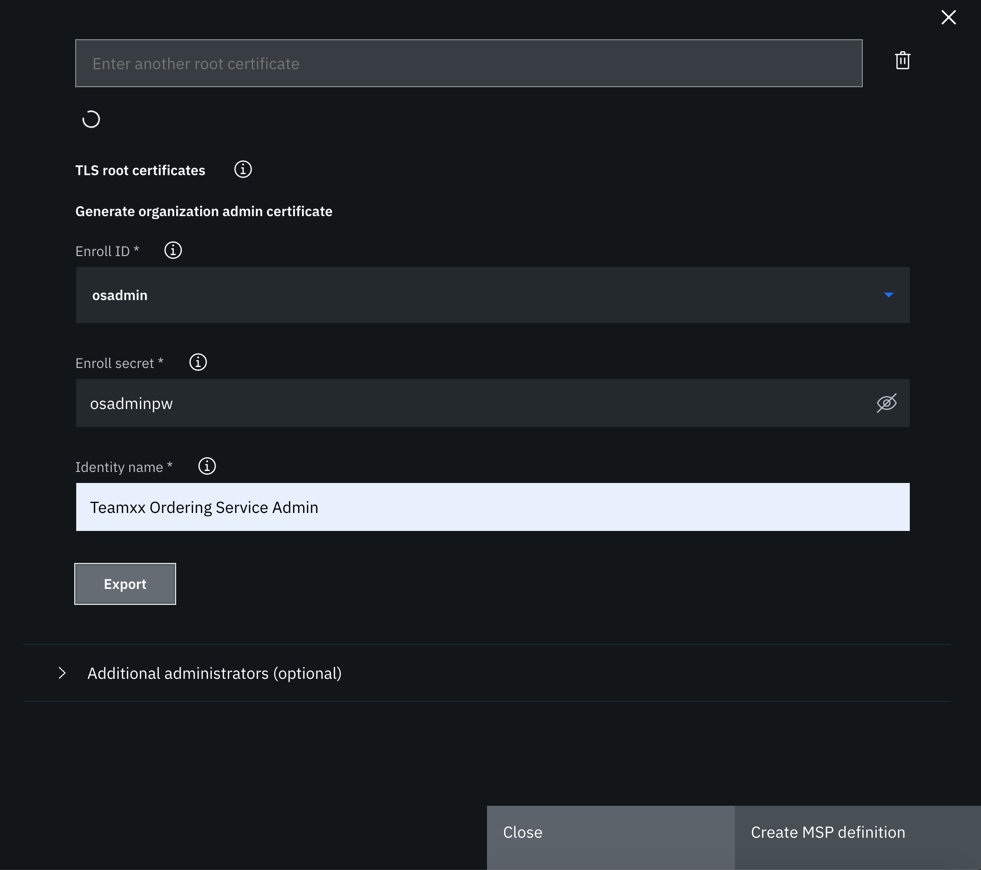 Enter another root certificate
TLS root certificates
Generate organization admin certificate
Enroll ID *
osadmin
Enroll secret *
osadminpw
Identity name *
Teamxx Ordering Service Admin
Export
Additional administrators (optional)
Close
Create MSP definition